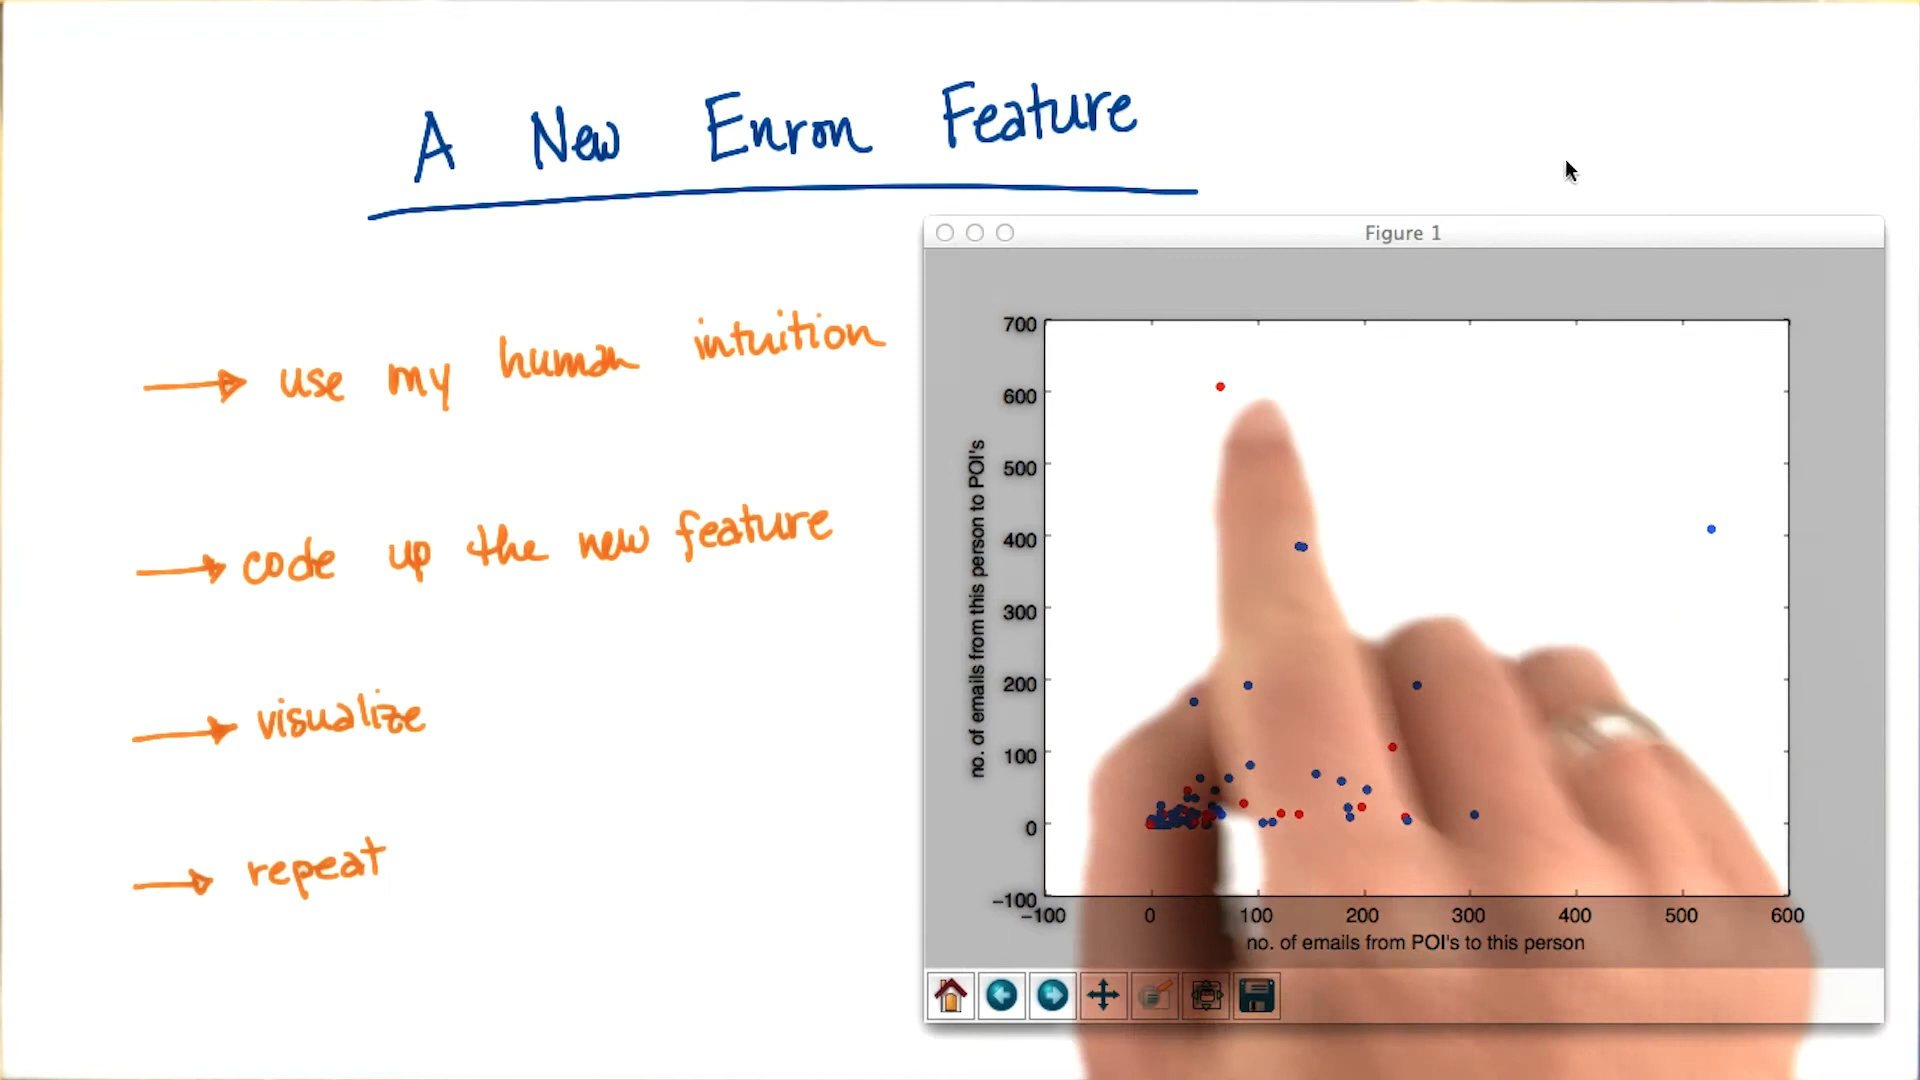 A New Enron Feature
use my human intuition
code up the new feature
visualize
repeat
Figure 1
700
600
500
400
300
200
100
0
-100
no. of emails from this person to POI's
-100 0 100 200 300 400 500 600
no. of emails from POI's to this person